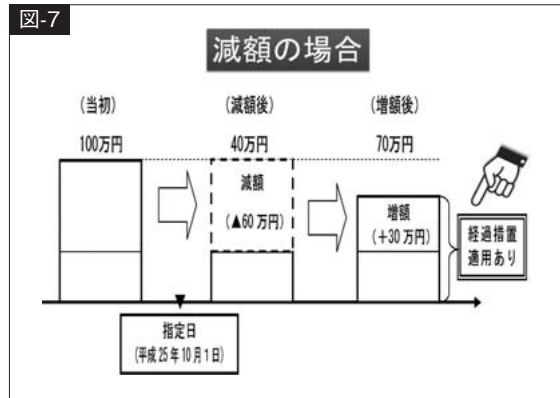 図-7
減額の場合
(当初)
(減額後)
(増額後)
100万円
40万円
70万円
減額
(▲60万円)
増額
(+30万円)
経過措置
適用あり
指定日
(平成25年10月1日)